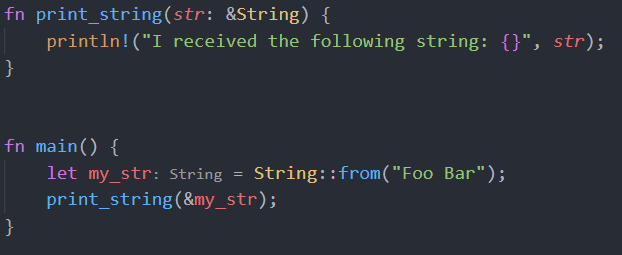 fn print_string(str: &String) {
    println!("I received the following string: {}", str);
}
fn main() {
    let my_str: String = String::from("Foo Bar");
    print_string(&my_str);
}